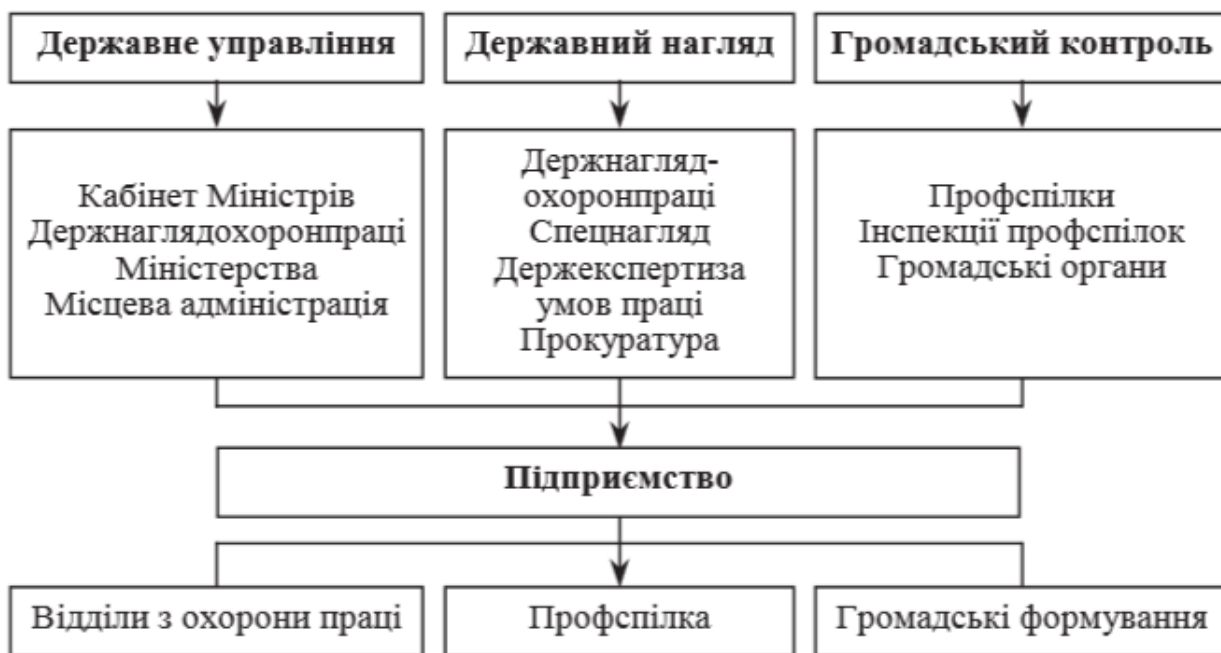 Державне управління
Державний нагляд
Громадський контроль
Кабінет Міністрів
Держнаглядохоронпраці
Міністерства
Місцева адміністрація
Держнагляд-
охоронпраці
Спецнагляд
Держекспертиза
умов праці
Прокуратура
Профспілки
Інспекції профспілок
Громадські органи
Підприємство
Відділи з охорони праці
Профспілка
Громадські формування